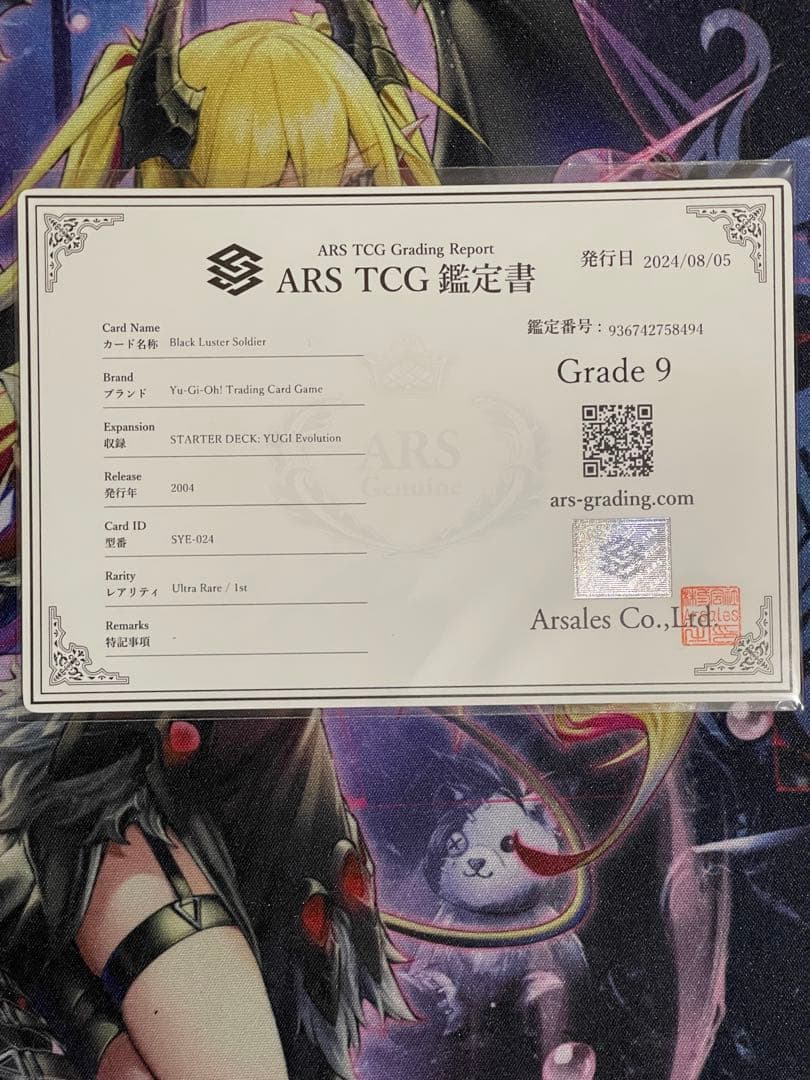 ARS TCG Grading Report
ARS TCG 鑑定書
発行日 2024/08/05
Card Name
カード名称 Black Luster Soldier
鑑定番号：936742758494
Brand
ブランド Yu-Gi-Oh! Trading Card Game
Grade 9
Expansion
収録 STARTER DECK: YUGI Evolution
Release
発行年 2004
ars-grading.com
Card ID
型番 SYE-024
Rarity
レアリティ Ultra Rare / 1st
Arsales Co.,Ltd.
Remarks
特記事項 -
ARS
Genuine
Arsales